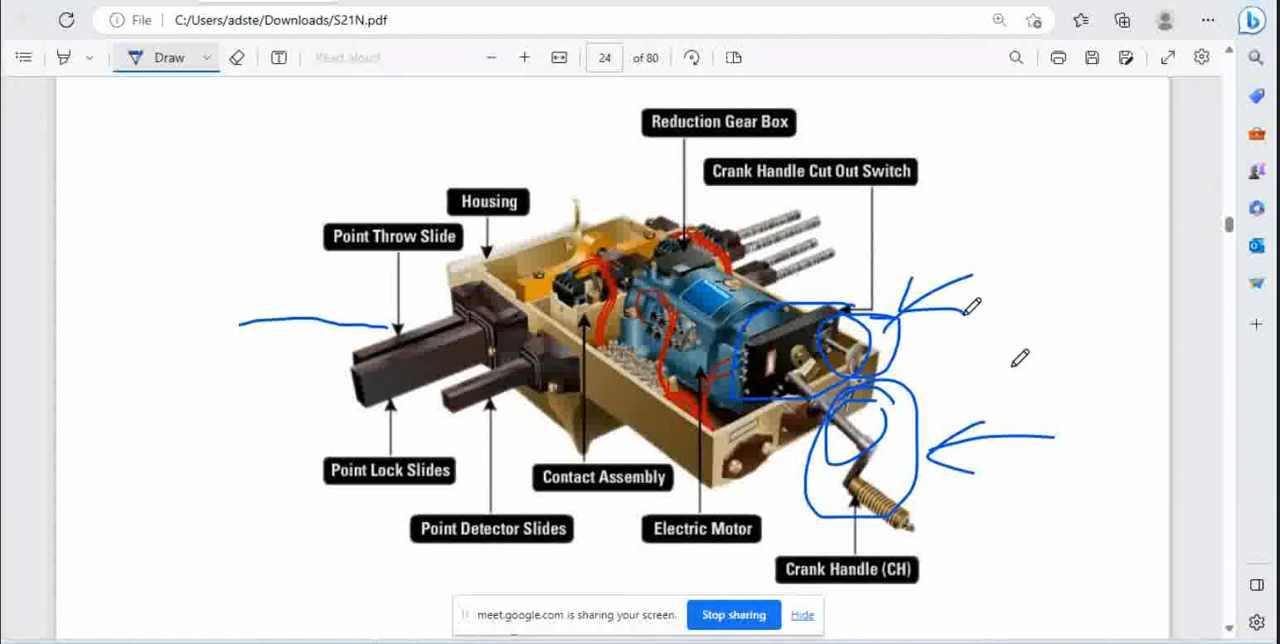 File C:/Users/adste/Downloads/S21N.pdf
Draw Read aloud 24 of 80
Reduction Gear Box
Crank Handle Cut Out Switch
Housing
Point Throw Slide
Point Lock Slides
Contact Assembly
Point Detector Slides
Electric Motor
Crank Handle (CH)
meet.google.com is sharing your screen. Stop sharing Hide